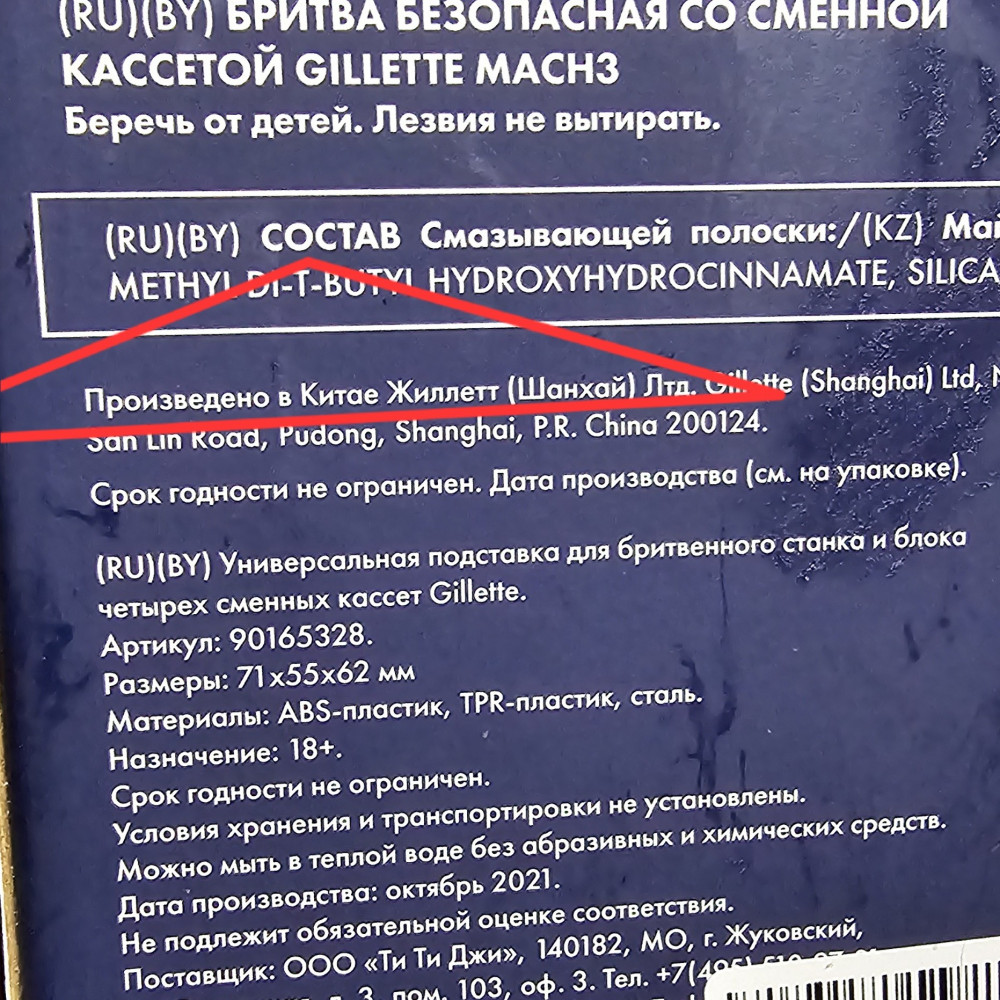 (RU)(BY) БРИТВА БЕЗОПАСНАЯ СО СМЕННОЙ
КАССЕТОЙ GILLETTE MACH3
Беречь от детей. Лезвия не вытирать.
(RU)(BY) СОСТАВ Смазывающей полоски:/(KZ)
METHYL DI-T-BUTYL HYDROXYHYDROCINNAMATE, SILICA
Произведено в Китае Жиллетт (Шанхай) Лтд. Gillette (Shanghai) Ltd,
San Lin Road, Pudong, Shanghai, P.R. China 200124.
Срок годности не ограничен. Дата производства (см. на упаковке).
(RU)(BY) Универсальная подставка для бритвенного станка и блока
четырех сменных кассет Gillette.
Артикул: 90165328.
Размеры: 71х55х62 мм
Материалы: ABS-пластик, TPR-пластик, сталь.
Назначение: 18+.
Срок годности не ограничен.
Условия хранения и транспортировки не установлены.
Можно мыть в теплой воде без абразивных и химических средств.
Дата производства: октябрь 2021.
Не подлежит обязательной оценке соответствия.
Поставщик: ООО «Ти Ти Джи», 140182, МО, г. Жуковский,
д. 3, пом. 103, оф. 3. Тел.